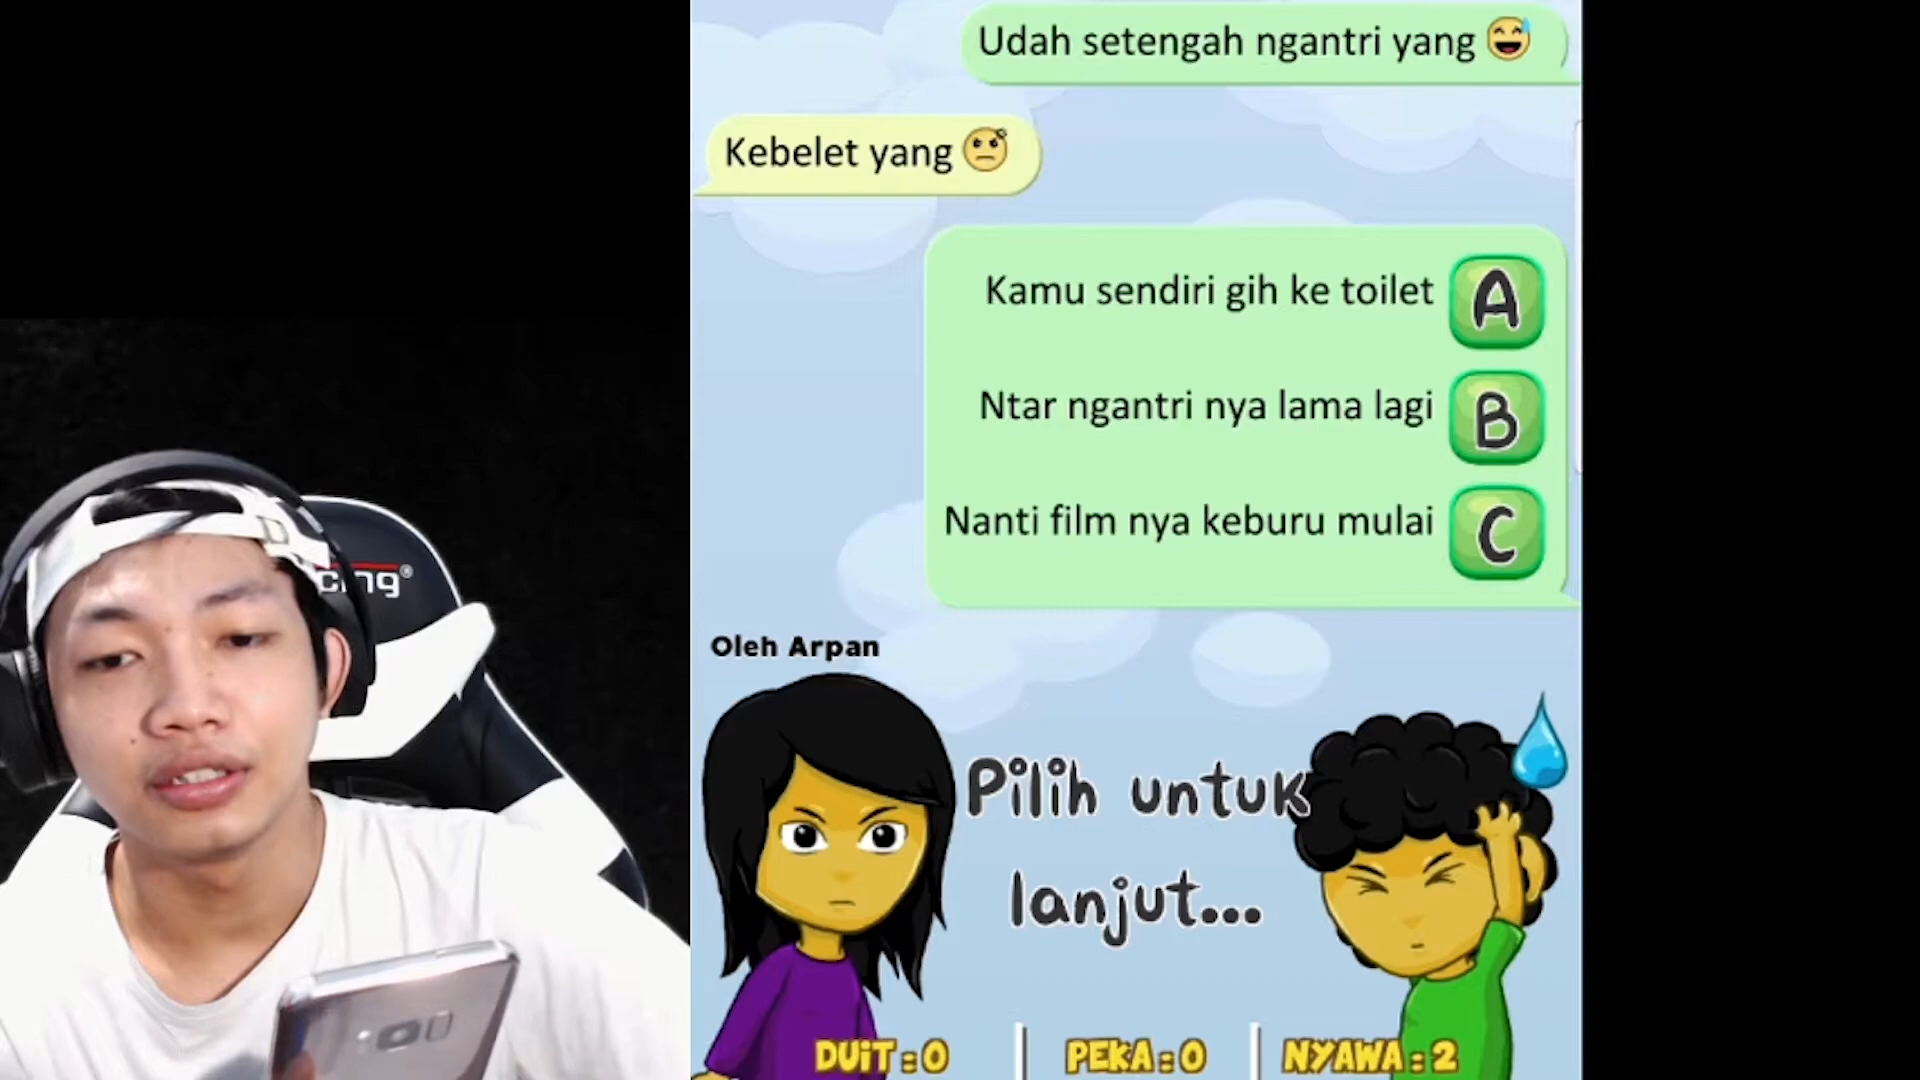 Udah setengah ngantri yang
Kebelet yang
Kamu sendiri gih ke toilet A
Ntar ngantri nya lama lagi B
Nanti film nya keburu mulai C
Oleh Arpan
Pilih untuk
lanjut...
DUIT : 0 PEKA : 0 NYAWA : 2